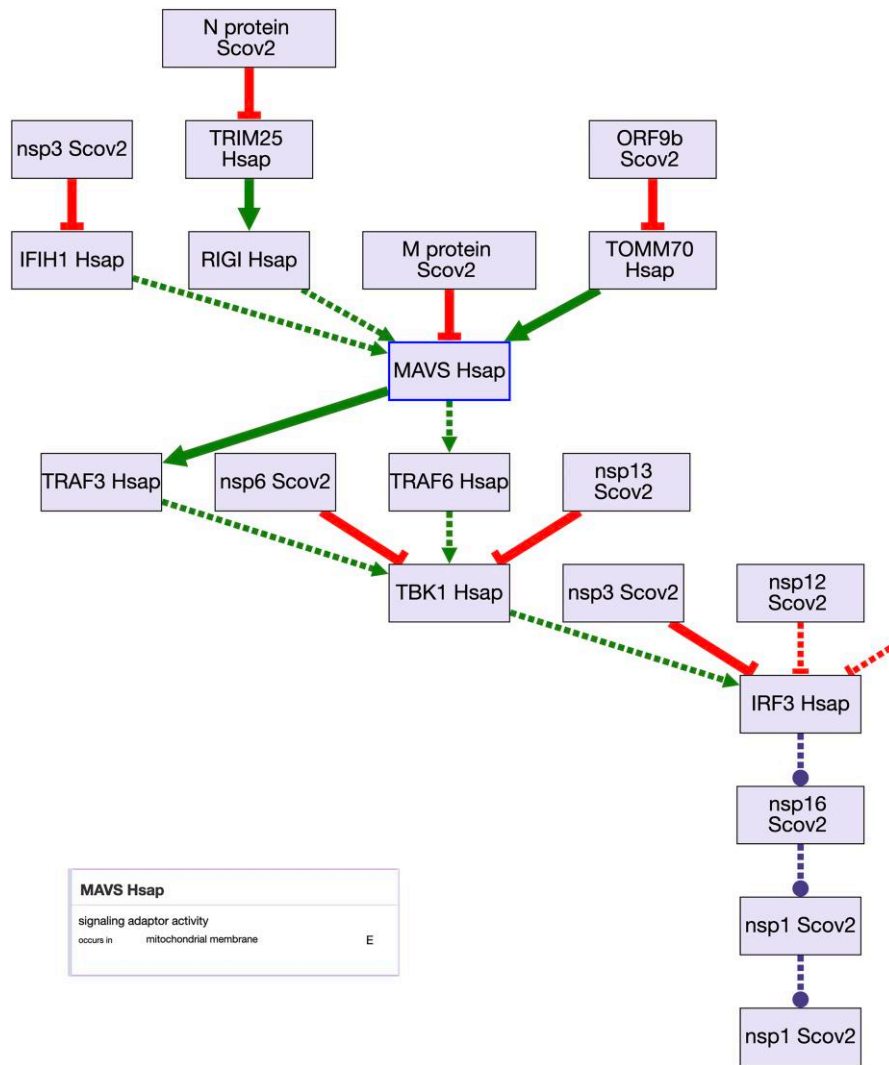 N protein
Scov2
nsp3 Scov2
TRIM25
Hsap
ORF9b
Scov2
IFIH1 Hsap
RIGI Hsap
M protein
Scov2
TOMM70
Hsap
MAVS Hsap
TRAF3 Hsap
nsp6 Scov2
TRAF6 Hsap
nsp13
Scov2
TBK1 Hsap
nsp3 Scov2
nsp12
Scov2
IRF3 Hsap
nsp16
Scov2
MAVS Hsap
signaling adaptor activity
occurs in mitochondrial membrane E
nsp1 Scov2
nsp1 Scov2